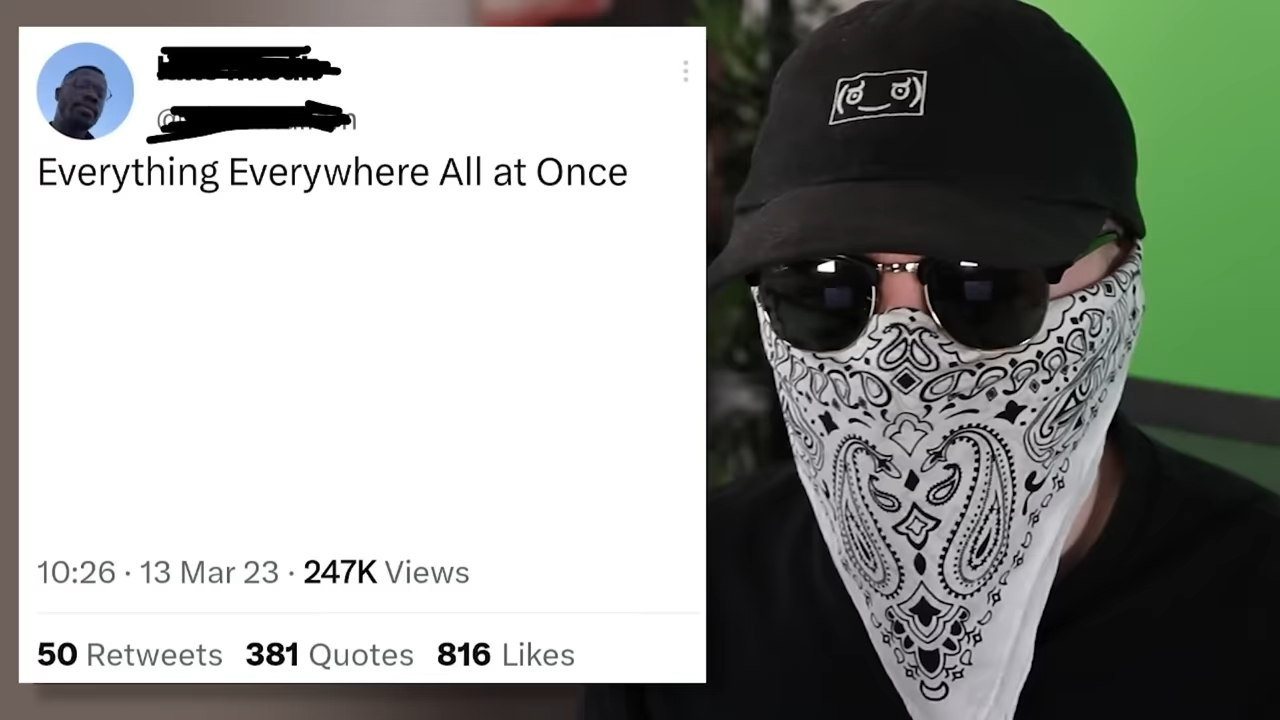 Everything Everywhere All at Once
10:26 · 13 Mar 23 · 247K Views
50 Retweets 381 Quotes 816 Likes